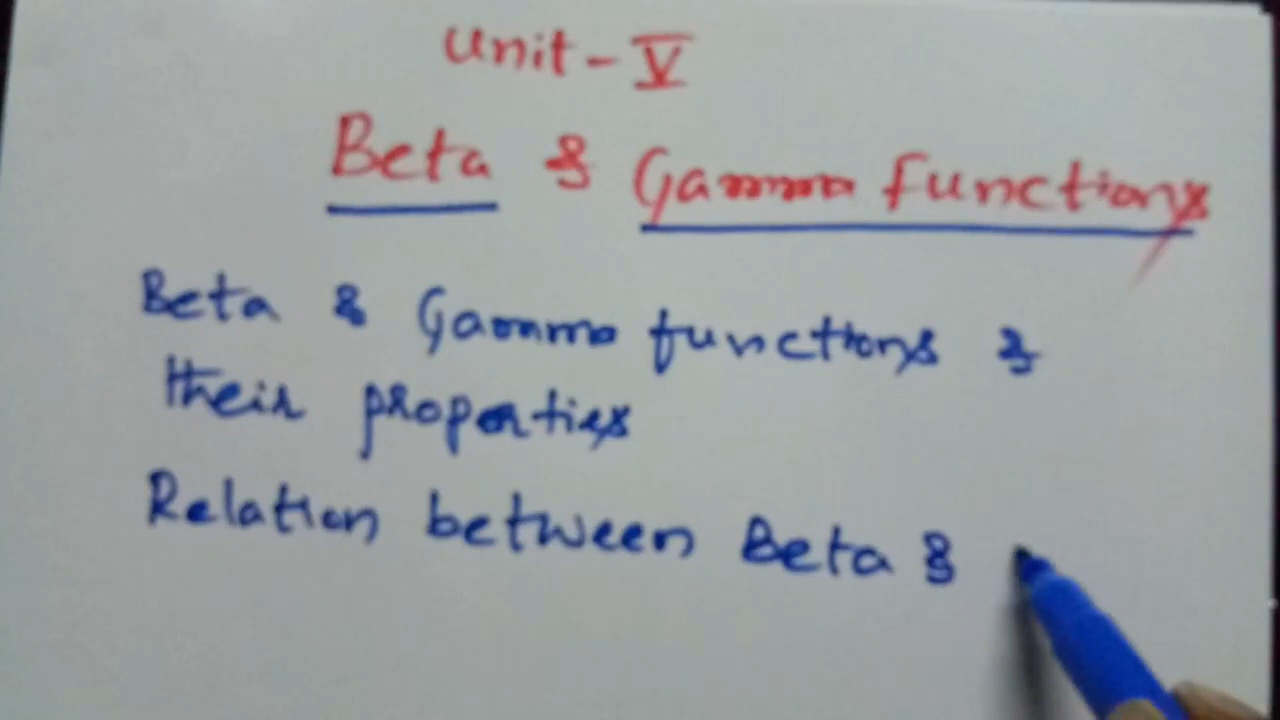 Unit - V
Beta & Gamma functions
Beta & Gamma functions &
their properties
Relation between Beta &